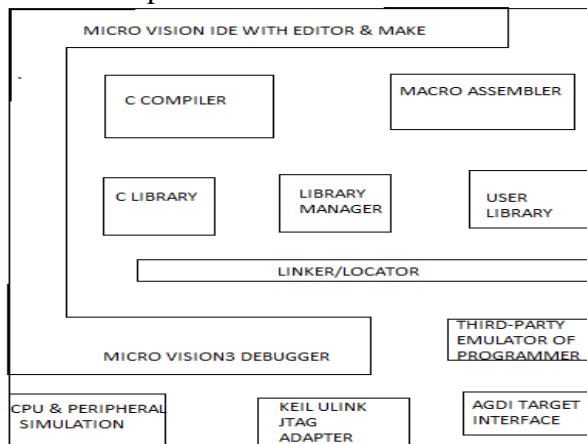 MICRO VISION IDE WITH EDITOR & MAKE
C COMPILER
MACRO ASSEMBLER
C LIBRARY
LIBRARY
MANAGER
USER
LIBRARY
LINKER/LOCATOR
MICRO VISION3 DEBUGGER
THIRD-PARTY
EMULATOR OF
PROGRAMMER
CPU & PERIPHERAL
SIMULATION
KEIL ULINK
JTAG
ADAPTER
AGDI TARGET
INTERFACE